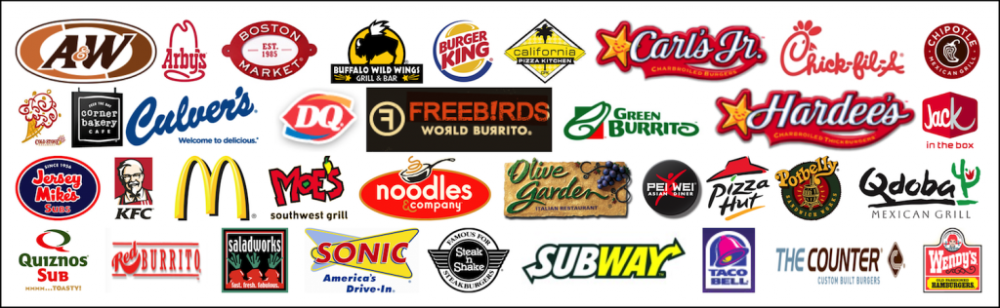 A&W
Arby's
BOSTON
EST.
1985
MARKET®
BUFFALO WILD WINGS
GRILL & BAR
BURGER
KING
california
PIZZA KITCHEN
Carl's Jr.
CHARBROILED BURGERS
Chick-fil-A
CHIPOTLE
MEXICAN GRILL
COLD STONE
corner
bakery
CAFE
Culver's
Welcome to delicious.
DQ
F
FREEBIRDS
WORLD BURRITO
GREEN
BURRITO
Hardee's
CHARBROILED THICKBURGERS
Jack
in the box
SINCE 1956
Jersey
Mike's
SUBS
KFC
M
MOE'S
southwest grill
noodles
&company
Olive
Garden
ITALIAN RESTAURANT
PEI WEI
ASIAN DINER
Pizza
Hut
Potbelly
SANDWICH WORKS
Qdoba
MEXICAN GRILL
Q
Quiznos
SUB
MMMM...TOASTY!
Red
BURRITO
saladworks
fast. fresh. fabulous.
SONIC
America's
Drive-In
FAMOUS FOR
Steak
'n
Shake
STEAKBURGERS
SUBWAY
TACO
BELL
THE COUNTER
CUSTOM BUILT BURGERS
WENDY'S
OLD FASHIONED
HAMBURGERS